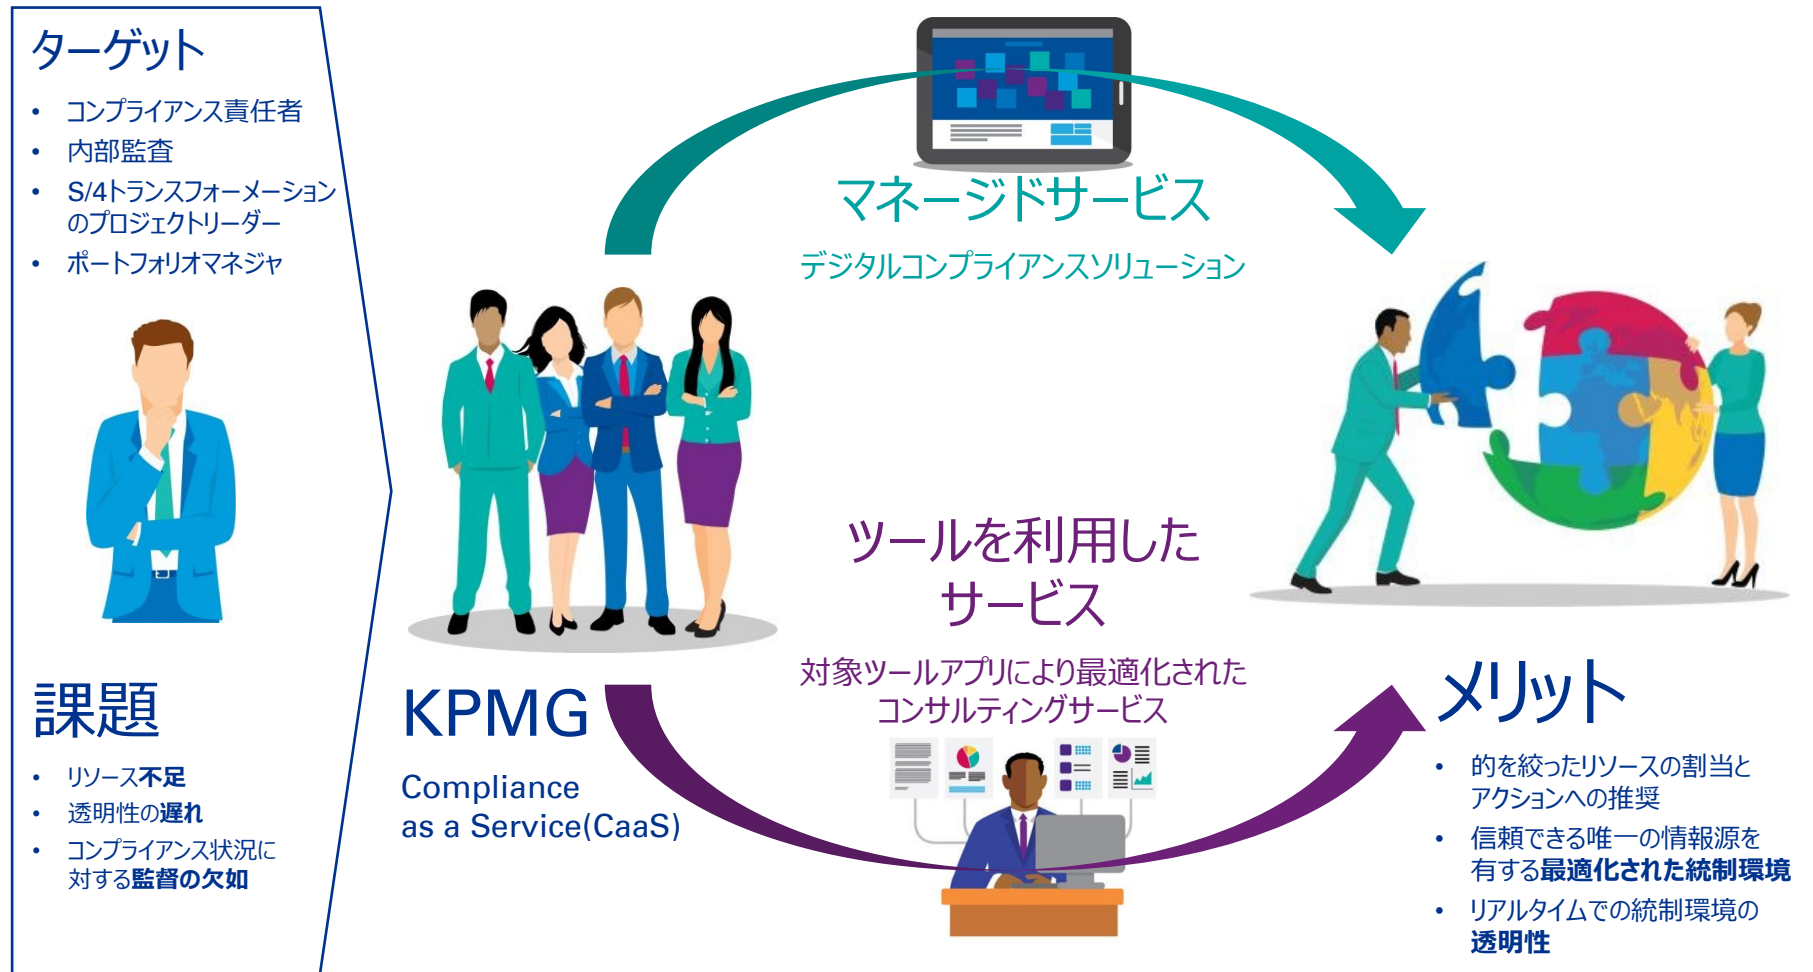 ターゲット
• コンプライアンス責任者
• 内部監査
• S/4トランスフォーメーション
のプロジェクトリーダー
• ポートフォリオマネジャ
課題
• リソース不足
• 透明性の遅れ
• コンプライアンス状況に
対する監督の欠如
KPMG
Compliance
as a Service(CaaS)
マネージドサービス
デジタルコンプライアンスソリューション
ツールを利用した
サービス
対象ツールアプリにより最適化された
コンサルティングサービス
メリット
• 的を絞ったリソースの割当と
アクションへの推奨
• 信頼できる唯一の情報源を
有する最適化された統制環境
• リアルタイムでの統制環境の
透明性